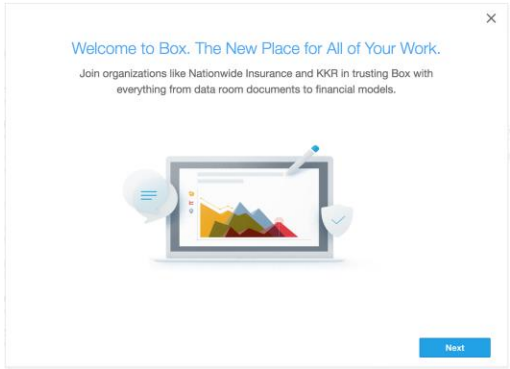 Welcome to Box. The New Place for All of Your Work.
Join organizations like Nationwide Insurance and KKR in trusting Box with
everything from data room documents to financial models.
Next